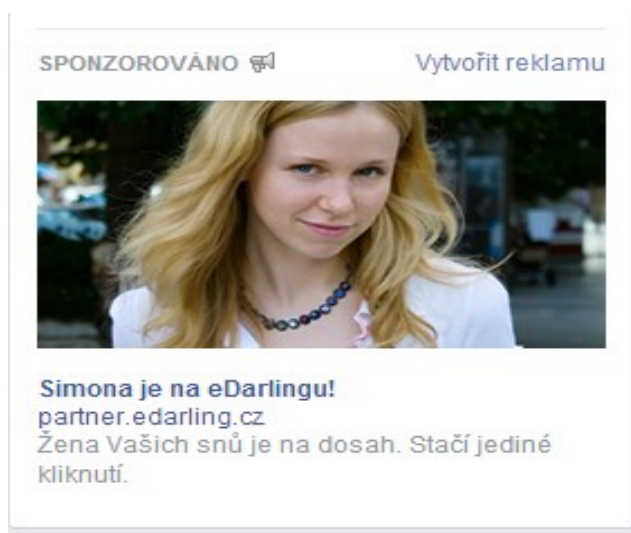 SPONZOROVÁNO Vytvořit reklamu
Simona je na eDarlingu!
partner.edarling.cz
Žena Vašich snů je na dosah. Stačí jediné
kliknutí.